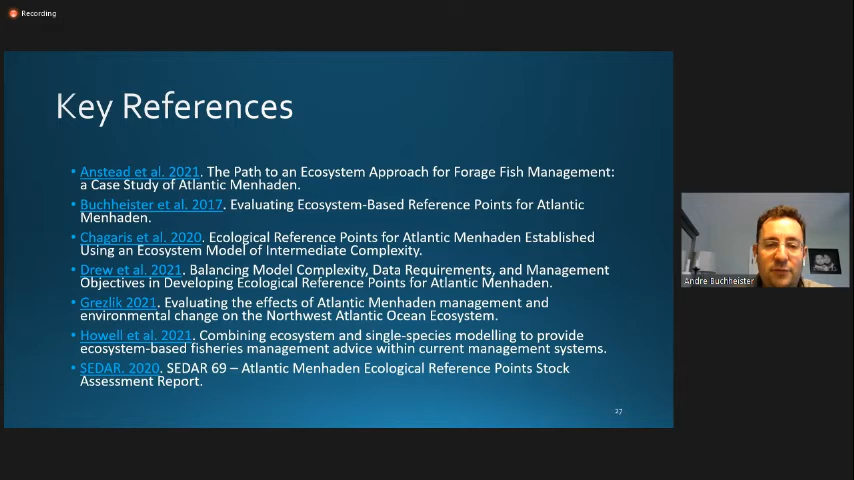 Recording
Key References
• Anstead et al. 2021. The Path to an Ecosystem Approach for Forage Fish Management:
a Case Study of Atlantic Menhaden.
• Buchheister et al. 2017. Evaluating Ecosystem-Based Reference Points for Atlantic
Menhaden.
• Chagaris et al. 2020. Ecological Reference Points for Atlantic Menhaden Established
Using an Ecosystem Model of Intermediate Complexity.
• Drew et al. 2021. Balancing Model Complexity, Data Requirements, and Management
Objectives in Developing Ecological Reference Points for Atlantic Menhaden.
• Grezlik 2021. Evaluating the effects of Atlantic Menhaden management and
environmental change on the Northwest Atlantic Ocean Ecosystem.
• Howell et al. 2021. Combining ecosystem and single-species modelling to provide
ecosystem-based fisheries management advice within current management systems.
• SEDAR. 2020. SEDAR 69 – Atlantic Menhaden Ecological Reference Points Stock
Assessment Report.
27
Andre Buchheister